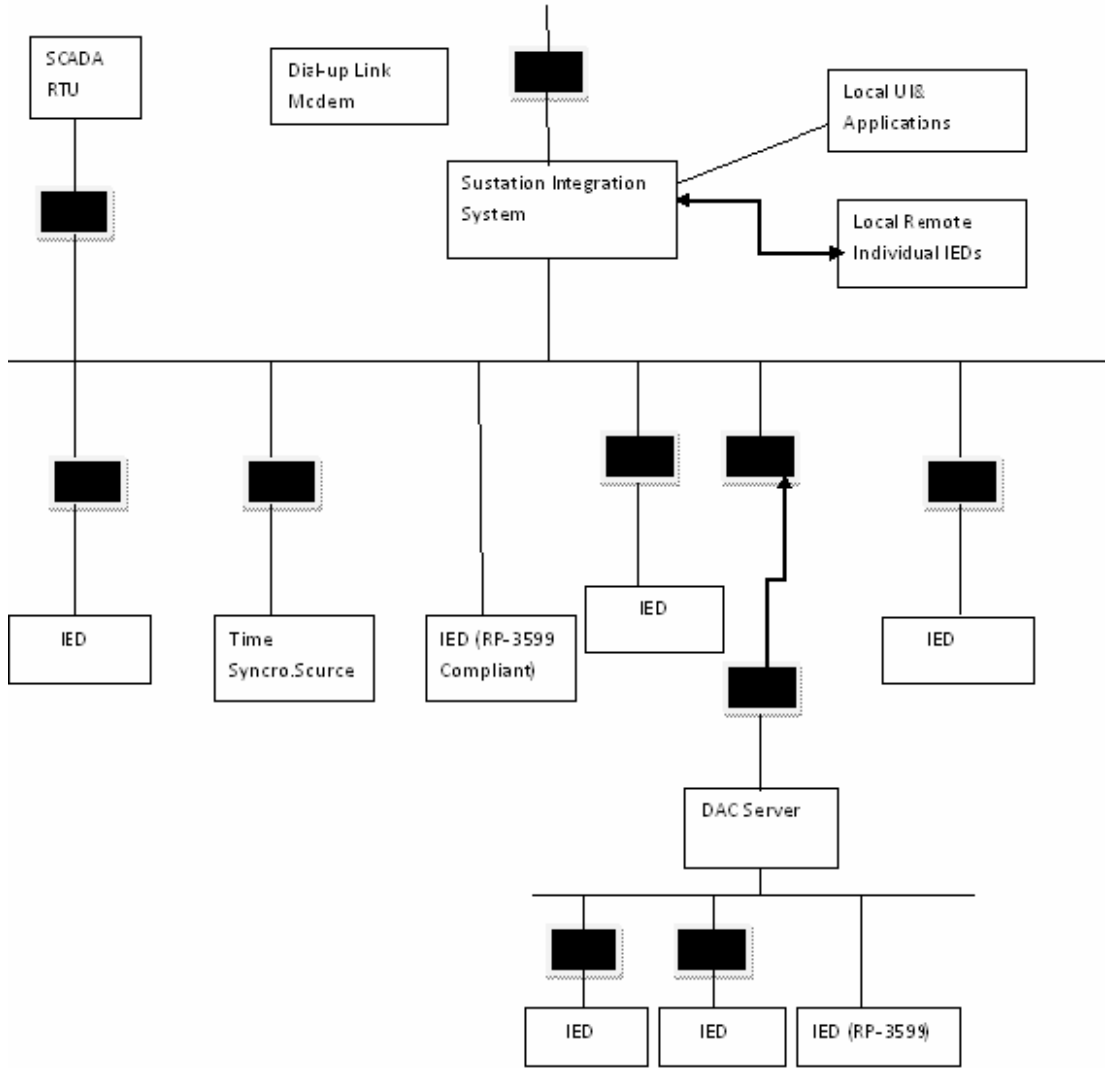 SCADA
RTU
Dial-up Link
Modem
Local UI&
Applications
Sustation Integration
System
Local Remote
Individual IEDs
IED
Time
Syncro.Source
IED (RP-3599
Compliant)
IED
IED
DAC Server
IED
IED
IED (RP-3599)